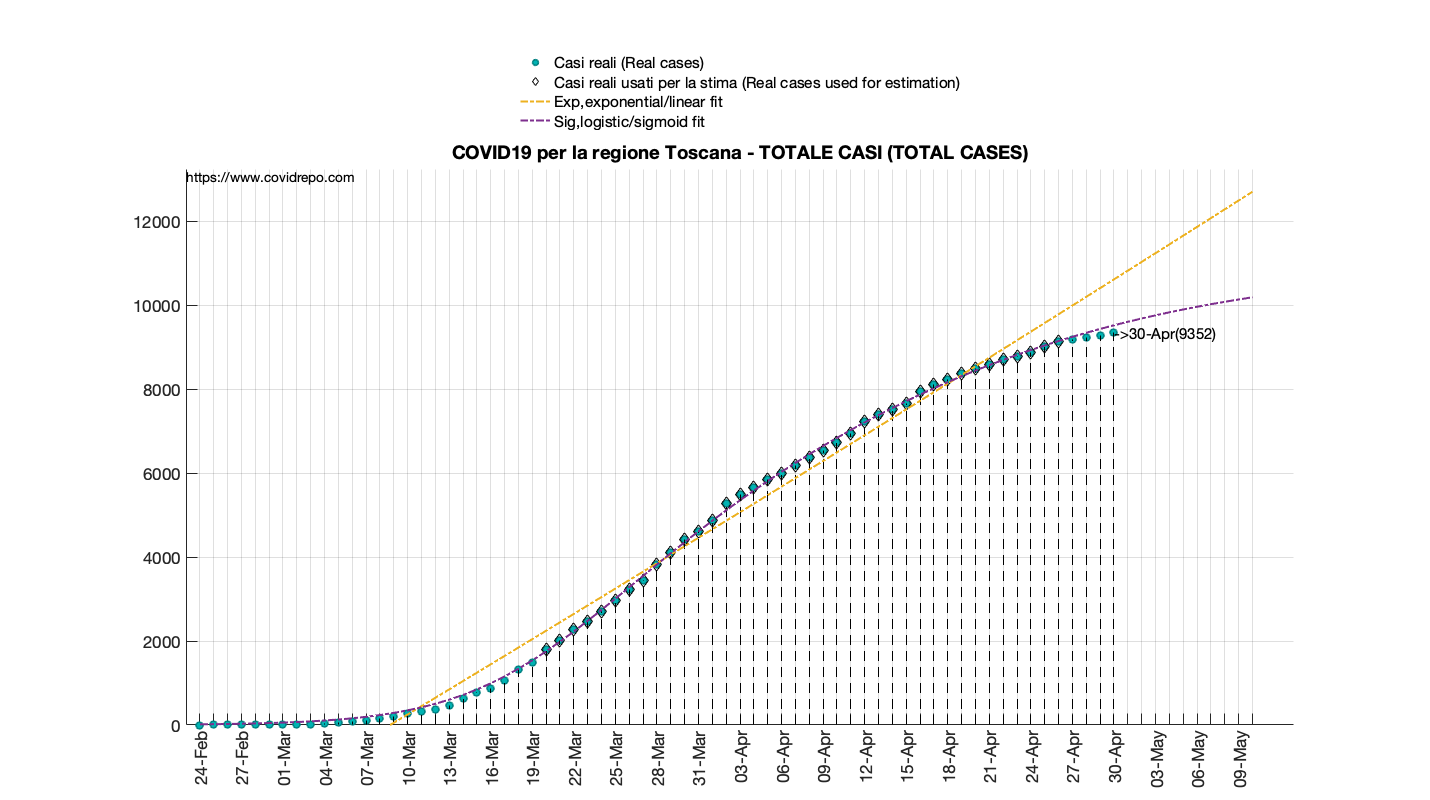 Casi reali (Real cases)
Casi reali usati per la stima (Real cases used for estimation)
Exp,exponential/linear fit
Sig,logistic/sigmoid fit
COVID19 per la regione Toscana - TOTALE CASI (TOTAL CASES)
https://www.covidrepo.com
12000
10000
8000
6000
4000
2000
0
->30-Apr(9352)
24-Feb
27-Feb
01-Mar
04-Mar
07-Mar
10-Mar
13-Mar
16-Mar
19-Mar
22-Mar
25-Mar
28-Mar
31-Mar
03-Apr
06-Apr
09-Apr
12-Apr
15-Apr
18-Apr
21-Apr
24-Apr
27-Apr
30-Apr
03-May
06-May
09-May